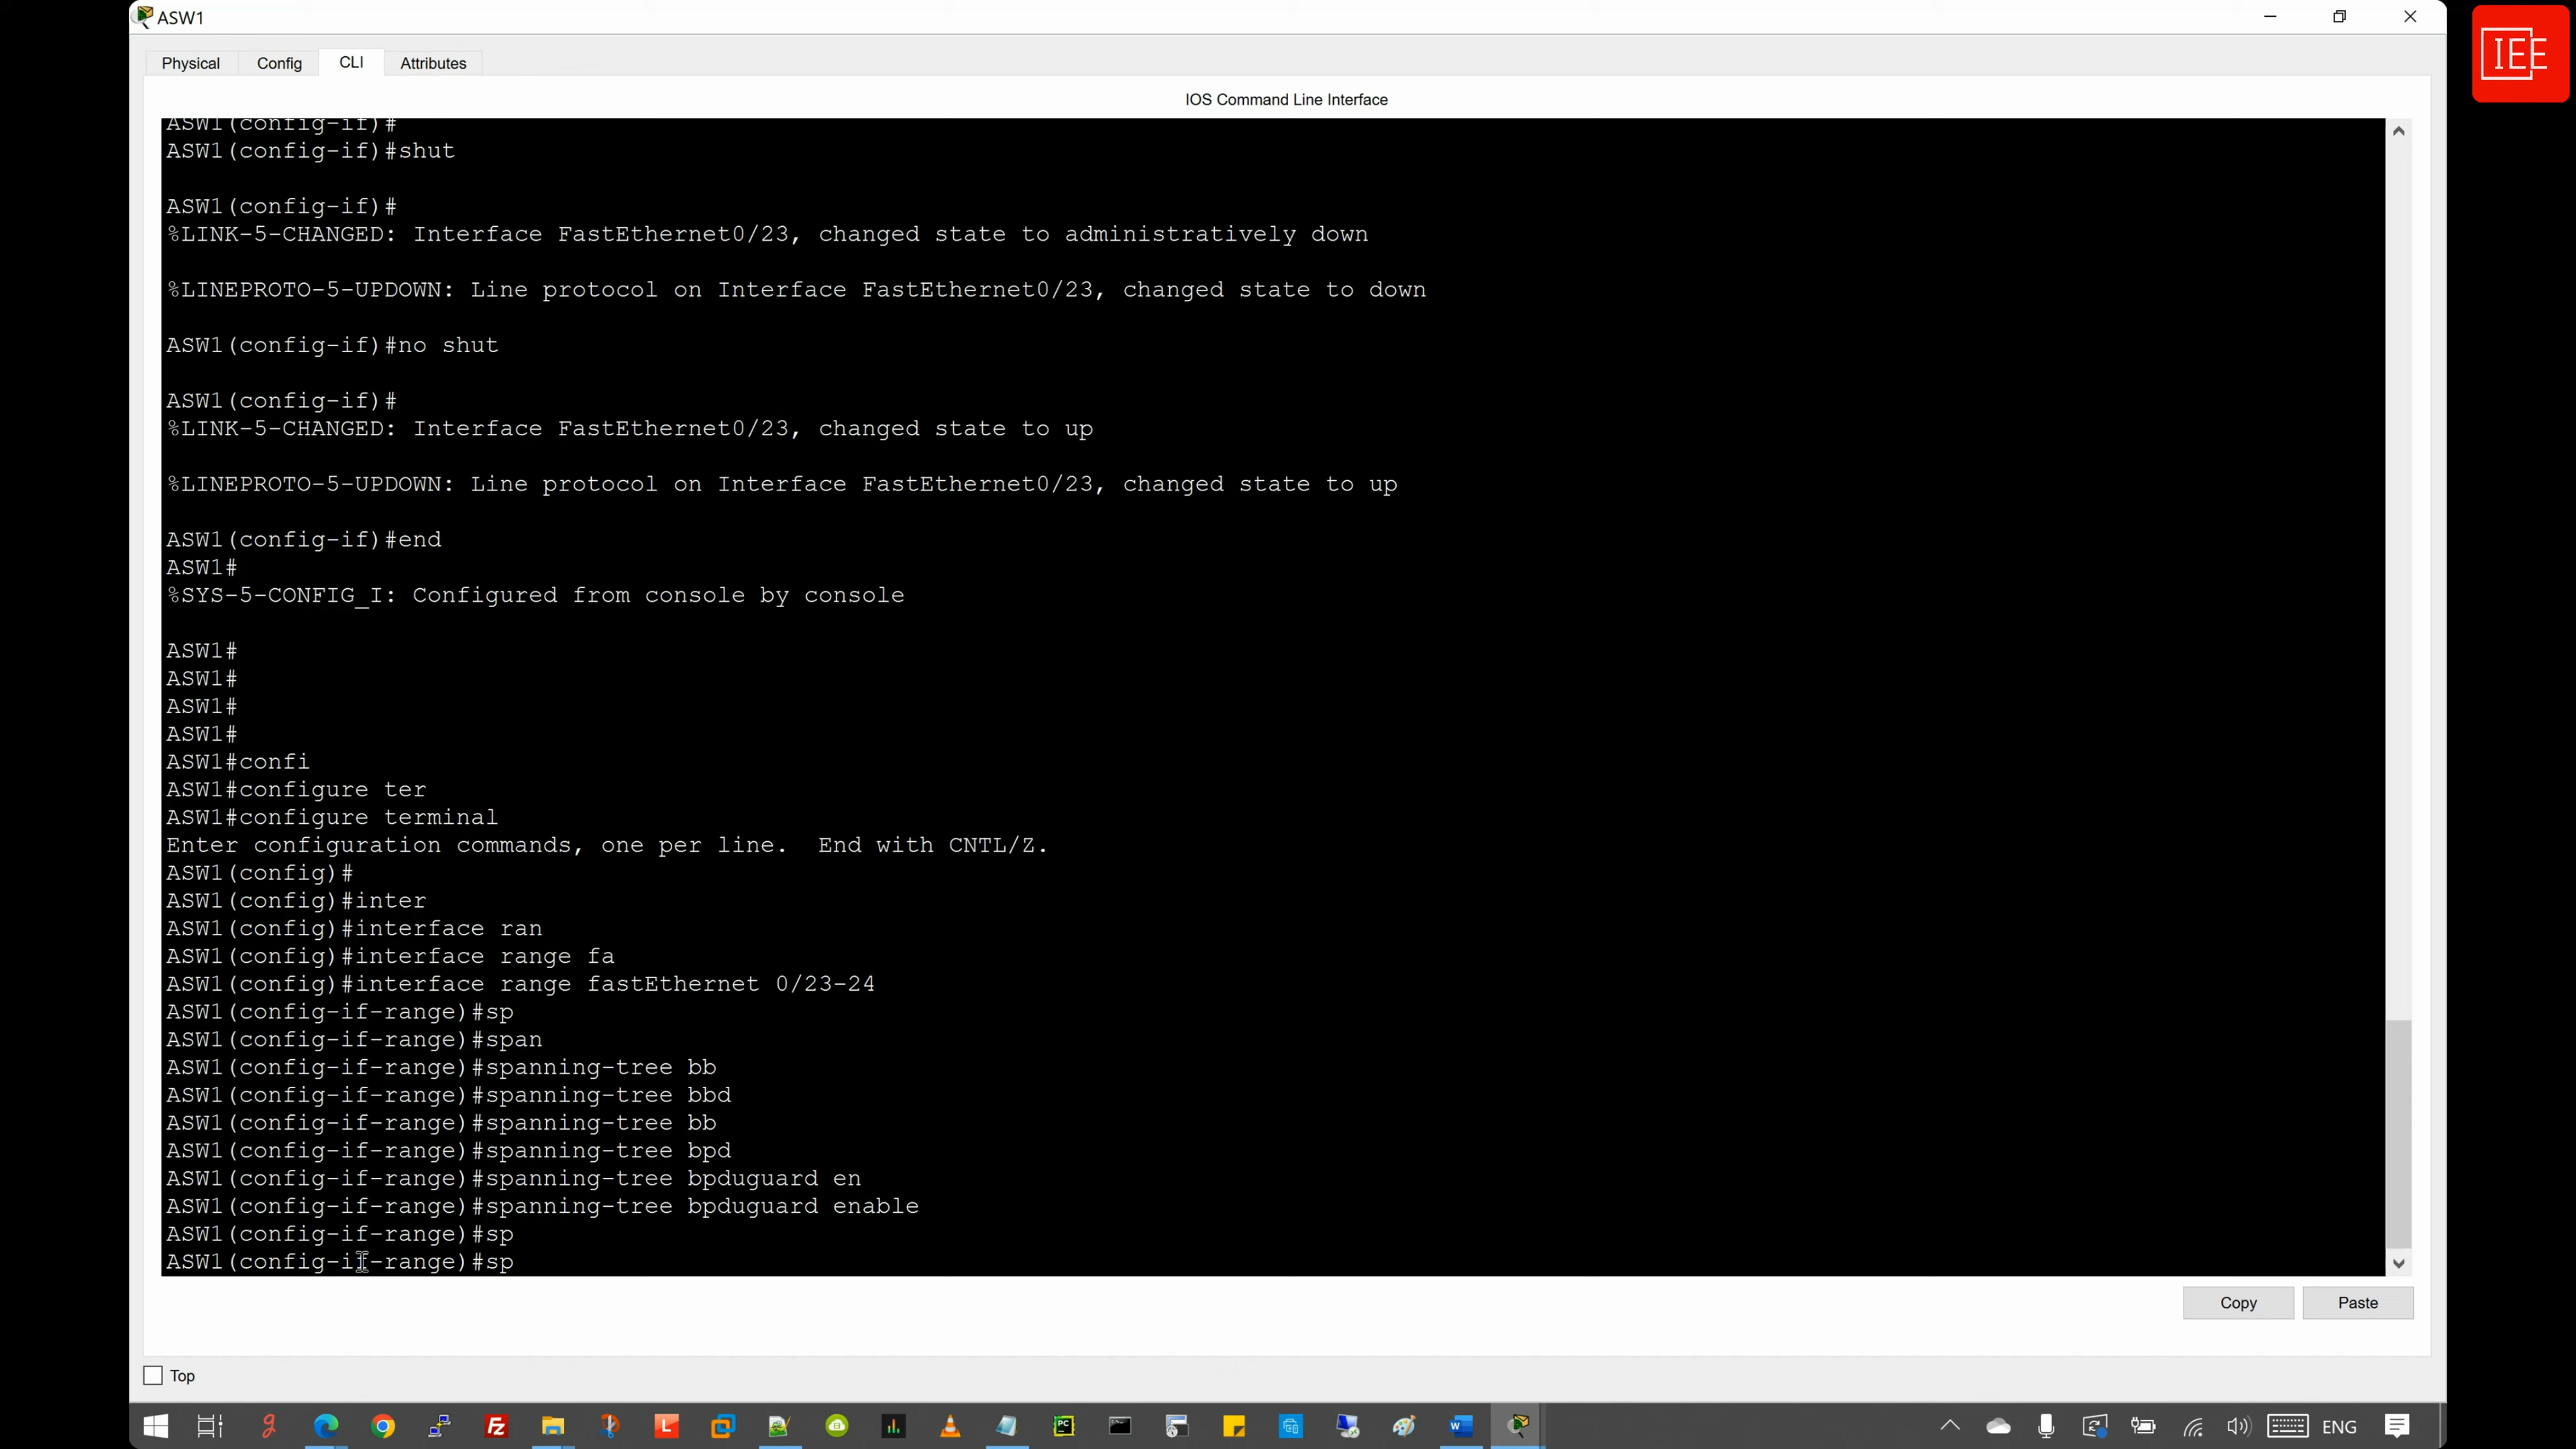 ASW1
IEE
Physical Config CLI Attributes
IOS Command Line Interface
ASW1(config-if)#
ASW1(config-if)#shut
ASW1(config-if)#
%LINK-5-CHANGED: Interface FastEthernet0/23, changed state to administratively down
%LINEPROTO-5-UPDOWN: Line protocol on Interface FastEthernet0/23, changed state to down
ASW1(config-if)#no shut
ASW1(config-if)#
%LINK-5-CHANGED: Interface FastEthernet0/23, changed state to up
%LINEPROTO-5-UPDOWN: Line protocol on Interface FastEthernet0/23, changed state to up
ASW1(config-if)#end
ASW1#
%SYS-5-CONFIG_I: Configured from console by console
ASW1#
ASW1#
ASW1#
ASW1#
ASW1#confi
ASW1#configure ter
ASW1#configure terminal
Enter configuration commands, one per line.  End with CNTL/Z.
ASW1(config)#
ASW1(config)#inter
ASW1(config)#interface ran
ASW1(config)#interface range fa
ASW1(config)#interface range fastEthernet 0/23-24
ASW1(config-if-range)#sp
ASW1(config-if-range)#span
ASW1(config-if-range)#spanning-tree bb
ASW1(config-if-range)#spanning-tree bbd
ASW1(config-if-range)#spanning-tree bb
ASW1(config-if-range)#spanning-tree bpd
ASW1(config-if-range)#spanning-tree bpduguard en
ASW1(config-if-range)#spanning-tree bpduguard enable
ASW1(config-if-range)#sp
ASW1(config-if-range)#sp
Copy Paste
Top
ENG